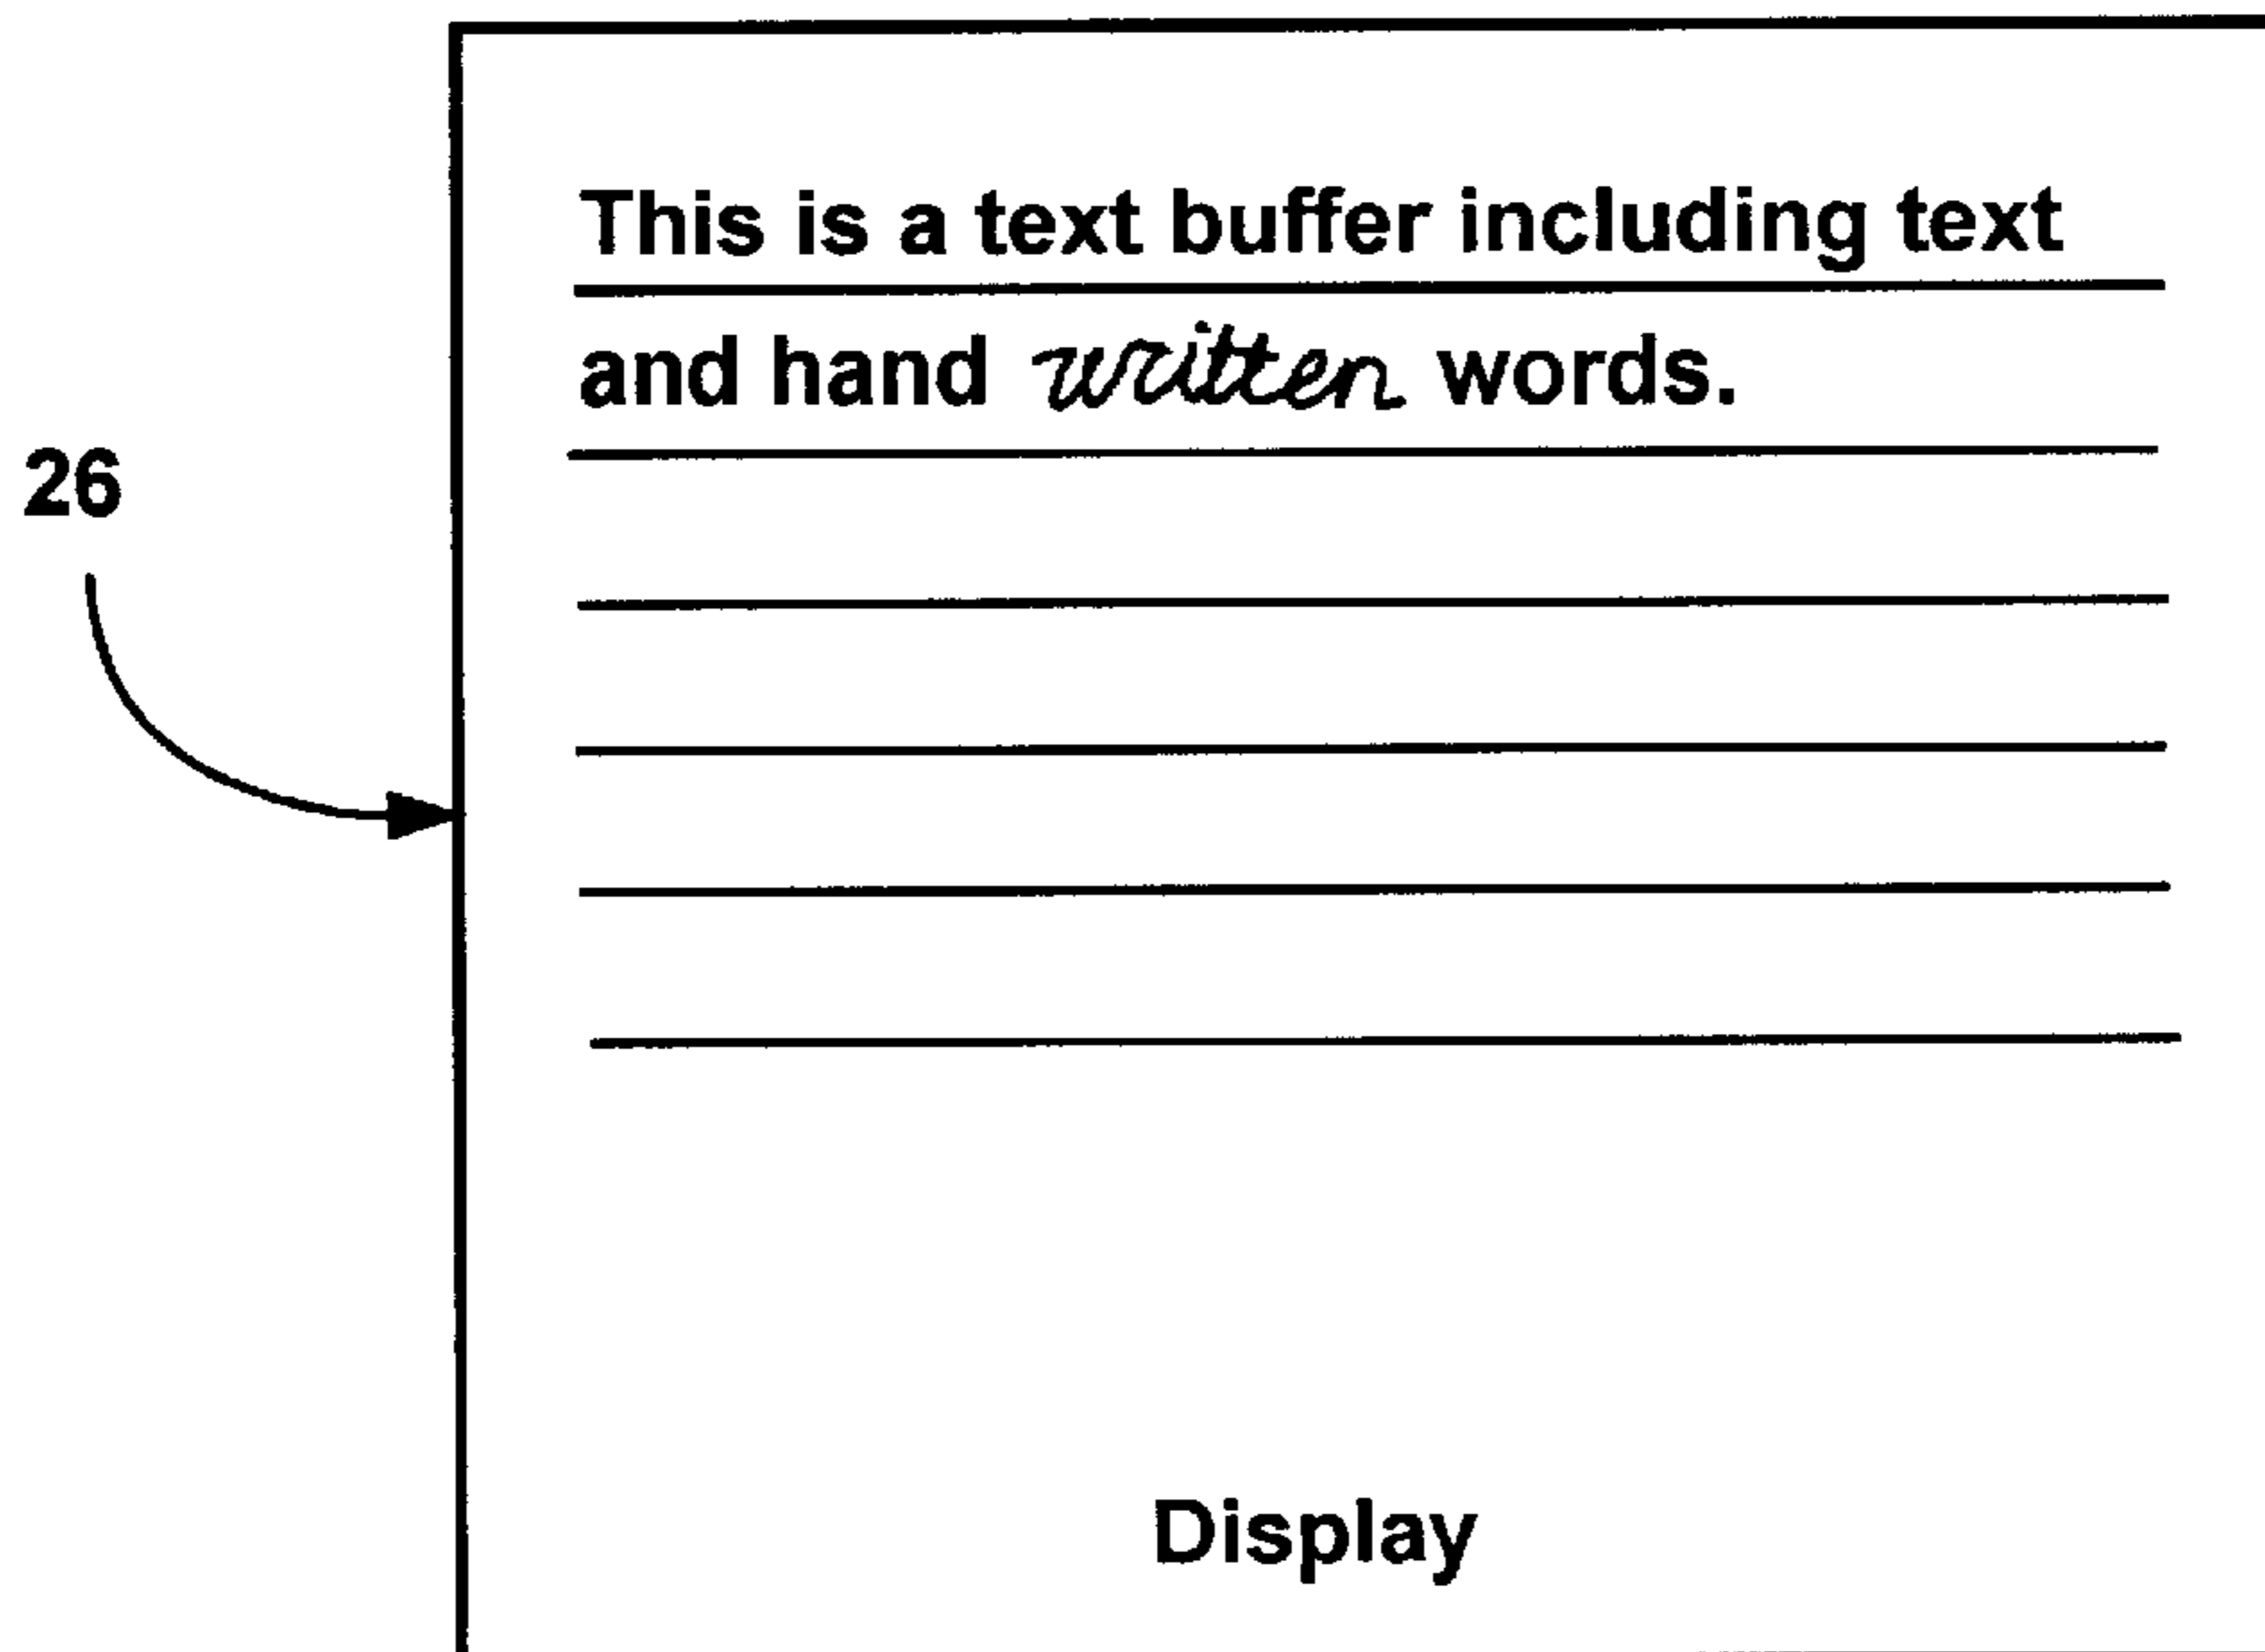 This is a text buffer including text
and hand written words.
26
Display